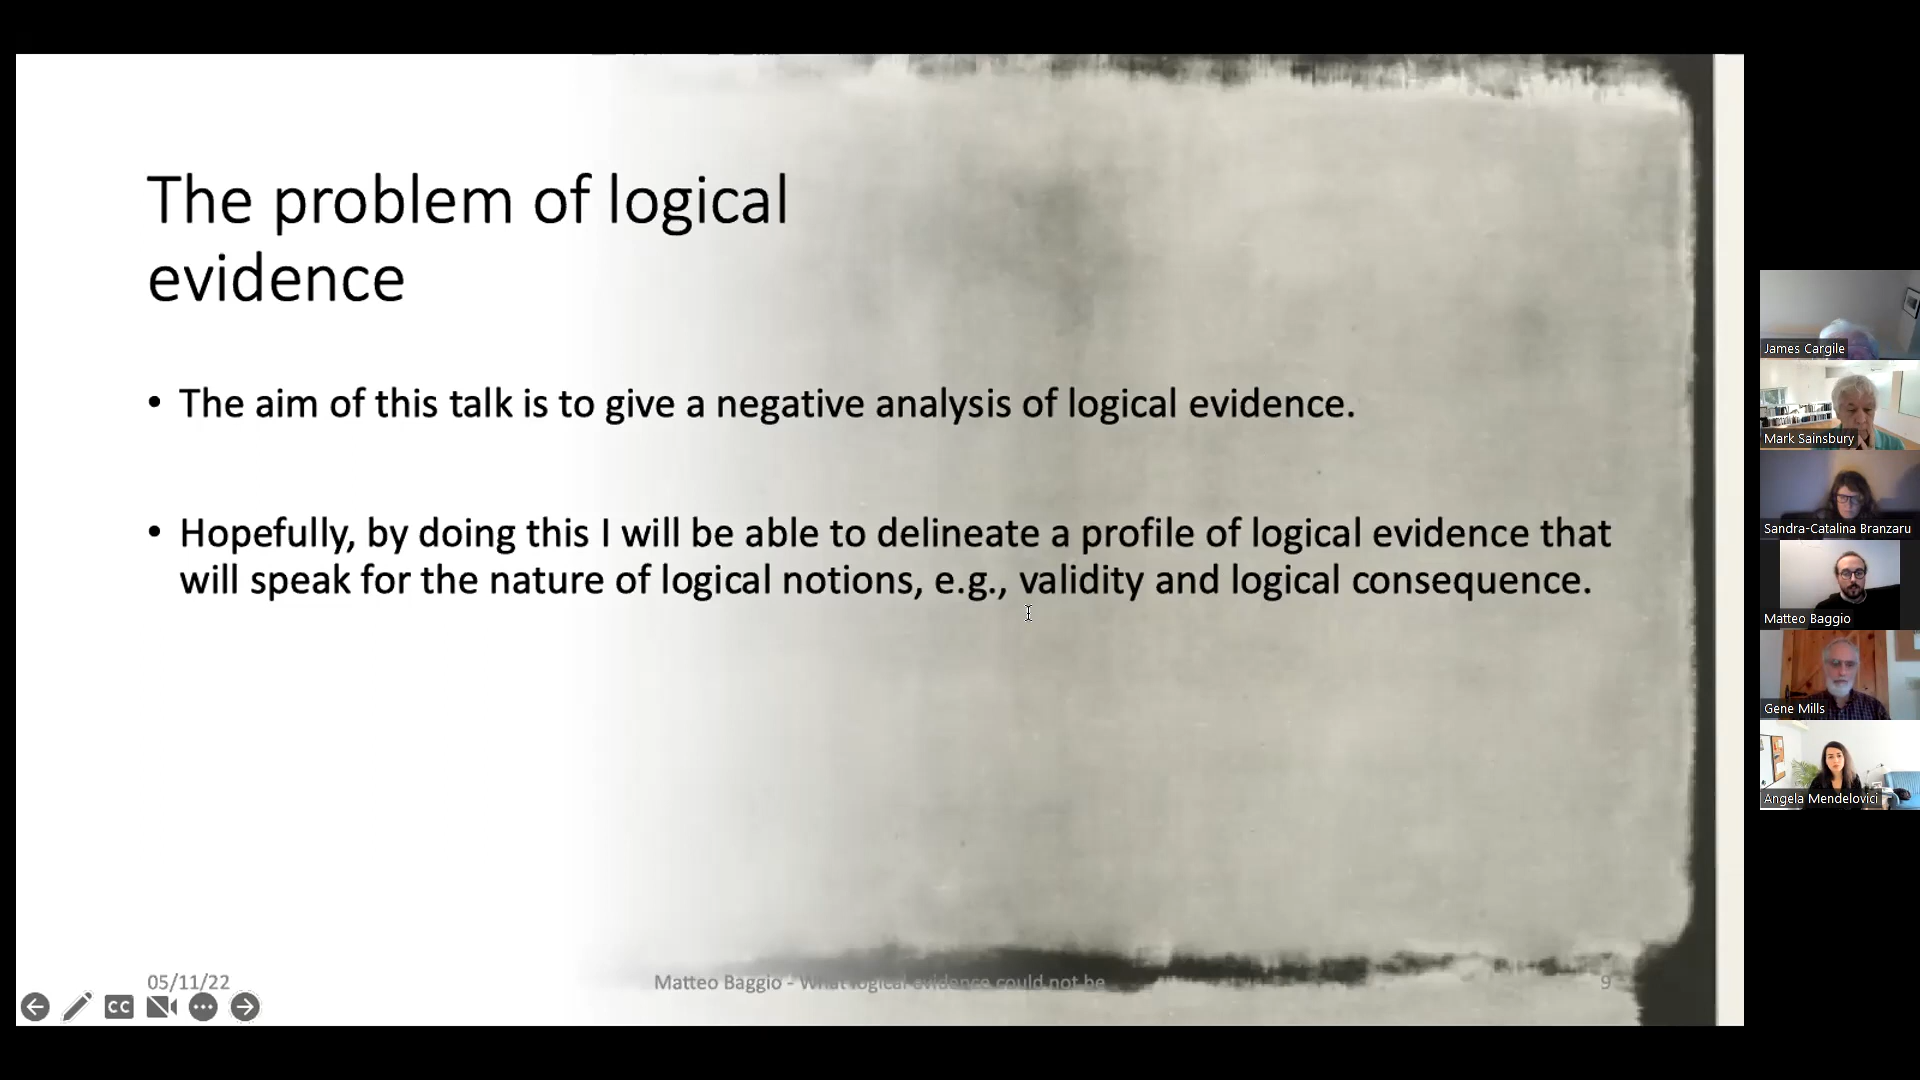 The problem of logical
evidence
• The aim of this talk is to give a negative analysis of logical evidence.
• Hopefully, by doing this I will be able to delineate a profile of logical evidence that
will speak for the nature of logical notions, e.g., validity and logical consequence.
05/11/22
Matteo Baggio - What logical evidence could not be
9
CC
James Cargile
Mark Sainsbury
Sandra-Catalina Branzaru
Matteo Baggio
Gene Mills
Angela Mendelovici